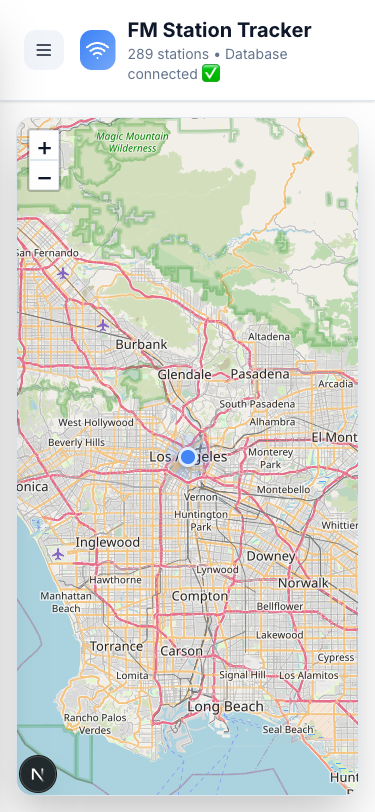 FM Station Tracker
289 stations • Database
connected ✅
+
−
Magic Mountain
Wilderness
San Fernando
Burbank
Altadena
Glendale
Pasadena
Arcadia
South Pasadena
West Hollywood
Alhambra
Beverly Hills
El Mont
Los Angeles
Monterey
Park
onica
Montebello
Vernon
Huntington
Park
Whittier
Inglewood
Downey
Lynwood
Hawthorne
Norwalk
Manhattan
Beach
Compton
Bellflower
Lakewood
Torrance
Carson
Cypress
Lomita
Signal Hill
Los Alamitos
Long Beach
Rancho Palos
Verdes
Seal Beach
N
Hunt